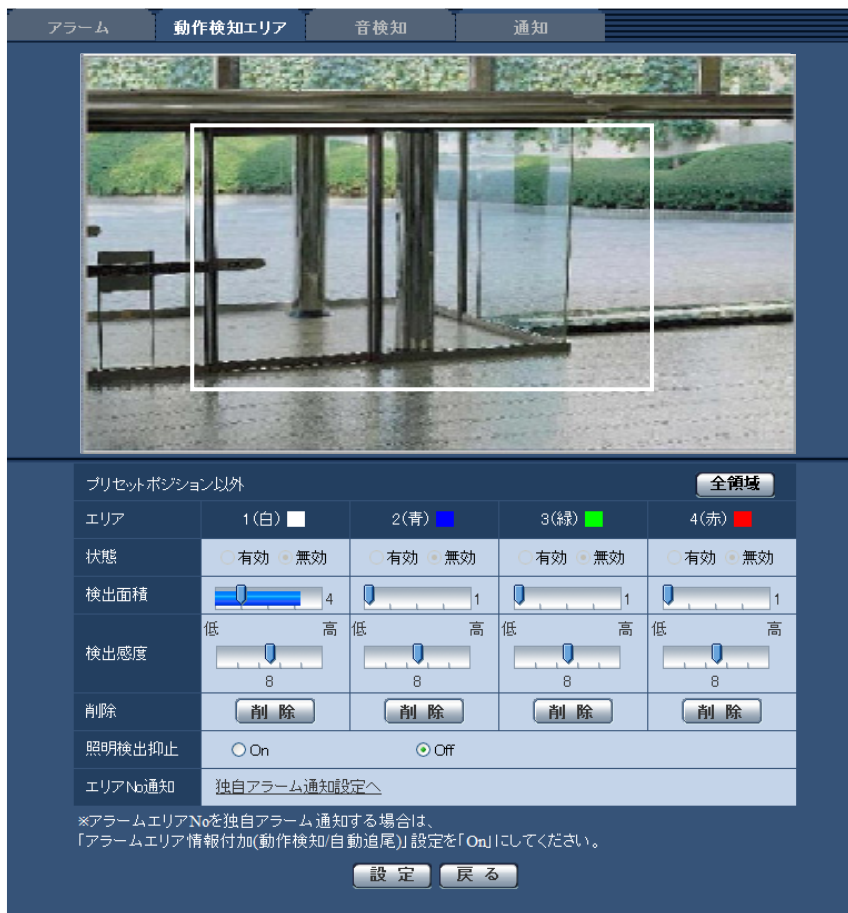 アラーム 動作検知エリア 音検知 通知
プリセットポジション以外 全領域
エリア 1(白) 2(青) 3(緑) 4(赤)
状態 有効 無効 有効 無効 有効 無効 有効 無効
検出面積 4 1 1 1
低 高 低 高 低 高 低 高
検出感度
8 8 8 8
削除 削 除 削 除 削 除 削 除
照明検出抑止 On Off
エリアNo通知 独自アラーム通知設定へ
※アラームエリアNoを独自アラーム通知する場合は、
「アラームエリア情報付加(動作検知/自動追尾)」設定を「On」にしてください。
設 定 戻 る